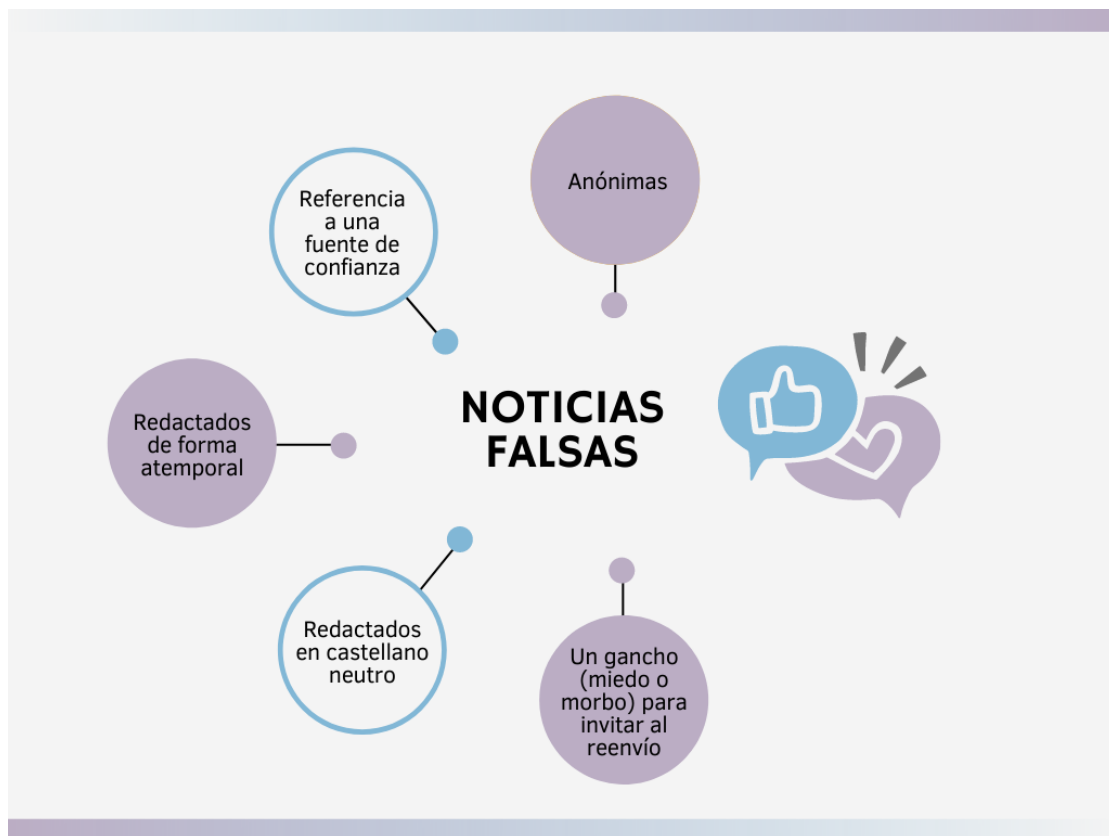 Anónimas
Referencia
a una
fuente de
confianza
NOTICIAS
FALSAS
Redactados
de forma
atemporal
Redactados
en castellano
neutro
Un gancho
(miedo o
morbo) para
invitar al
reenvío